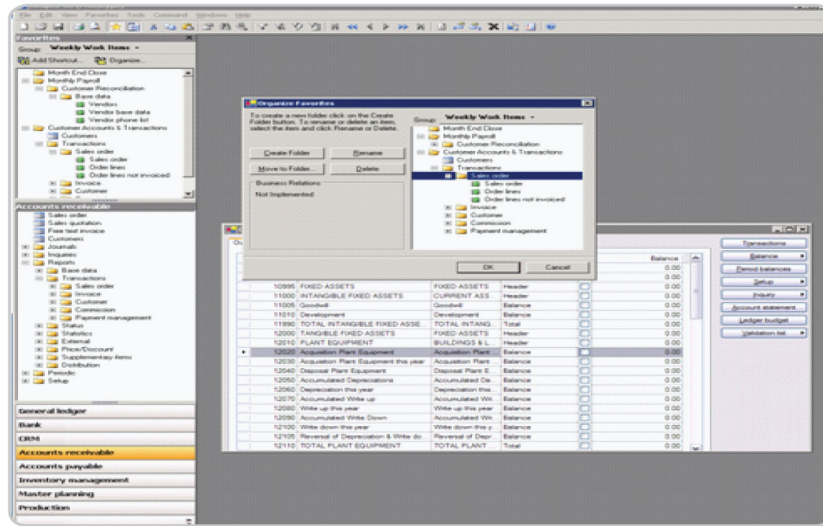 File Edit View Favorites Tools Command Windows Help
Favorites
Group: Weekly Work Items
Add Shortcut... Organize...
Month End Close
Monthly Payroll
Customer Reconciliation
Base data
Vendors
Vendor base data
Vendor phone list
Customer Accounts & Transactions
Customers
Transactions
Sales order
Sales order
Order lines
Order lines not invoiced
Invoice
Customer
Accounts receivable
Sales order
Sales quotation
Free text invoice
Customers
Journals
Inquiries
Reports
Base data
Transactions
Sales order
Invoice
Customer
Commission
Payment management
Status
Statistics
External
Price/Discount
Supplementary items
Distribution
Periodic
Setup
General ledger
Bank
CRM
Accounts receivable
Accounts payable
Inventory management
Master planning
Production
Organize Favorites
To create a new folder click on the Create
Folder button. To rename or delete an item,
select the item and click Rename or Delete.
Create Folder Rename
Move to Folder... Delete
Business Relations
Not Implemented
Group: Weekly Work Items
Month End Close
Monthly Payroll
Customer Reconciliation
Customer Accounts & Transactions
Customers
Transactions
Sales order
Sales order
Order lines
Order lines not invoiced
Invoice
Customer
Commission
Payment management
OK Cancel
Balance
0.00
0.00
10995 FIXED ASSETS FIXED ASSETS Header 0.00
11000 INTANGIBLE FIXED ASSETS CURRENT ASS... Header 0.00
11005 Goodwill Goodwill Balance 0.00
11010 Development Development Balance 0.00
11990 TOTAL INTANGIBLE FIXED ASSE... TOTAL INTANG... Total 0.00
12000 TANGIBLE FIXED ASSETS FIXED ASSETS Header 0.00
12010 PLANT EQUIPMENT BUILDINGS & L... Header 0.00
12020 Acquisition Plant Equipment Acquisition Plant... Balance 0.00
12030 Acquisition Plant Equipment this year Acquisition Plant... Balance 0.00
12040 Disposal Plant Equipment Disposal Plant E... Balance 0.00
12050 Accumulated Depreciations Accumulated De... Balance 0.00
12060 Depreciation this year Depreciation this... Balance 0.00
12070 Accumulated Write up Accumulated Wri... Balance 0.00
12080 Write up this year Write up this year Balance 0.00
12090 Accumulated Write Down Accumulated Wri... Balance 0.00
12100 Write down this year Write down this y... Balance 0.00
12105 Reversal of Depreciation & Write do... Reversal of Depr... Balance 0.00
12110 TOTAL PLANT EQUIPMENT TOTAL PLANT... Total 0.00
Transactions
Balance
Period balances
Setup
Inquiry
Account statement
Ledger budget
Validation list